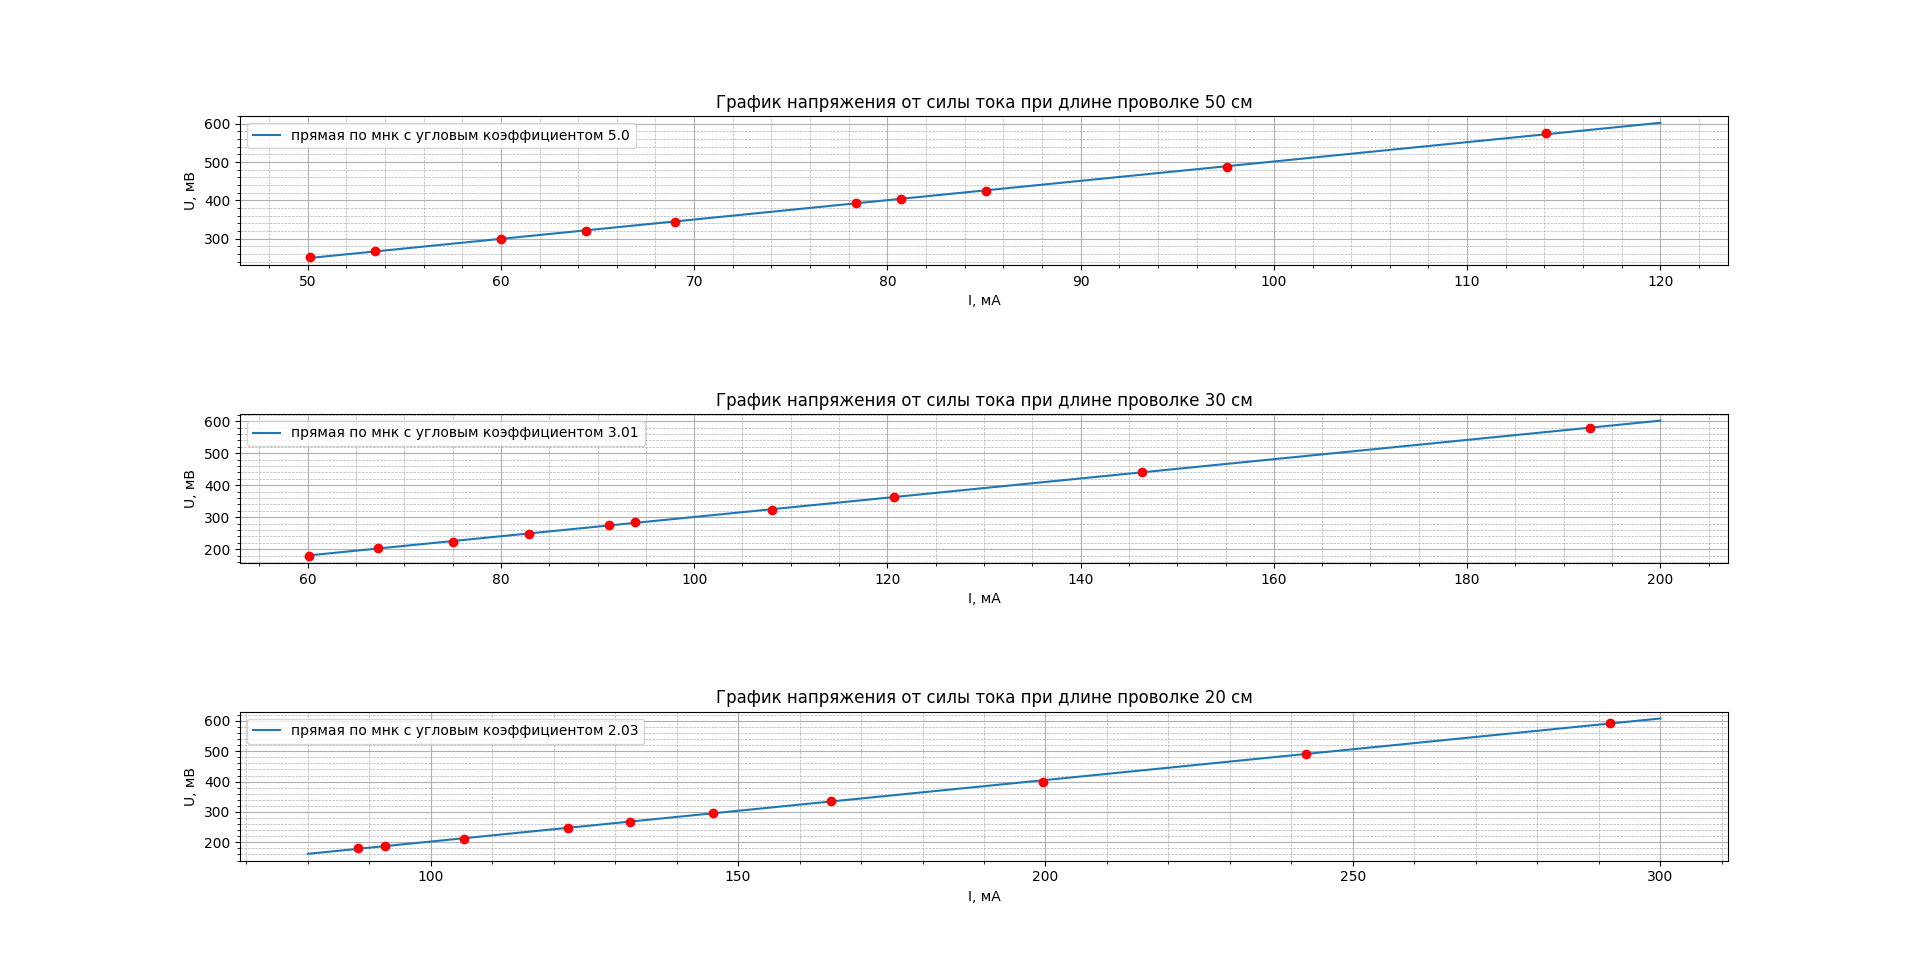 График напряжения от силы тока при длине проволке 50 см
прямая по мнк с угловым коэффициентом 5.0
600
500
400
300
U, мВ
50 60 70 80 90 100 110 120
I, мА
График напряжения от силы тока при длине проволке 30 см
прямая по мнк с угловым коэффициентом 3.01
600
500
400
300
200
U, мВ
60 80 100 120 140 160 180 200
I, мА
График напряжения от силы тока при длине проволке 20 см
прямая по мнк с угловым коэффициентом 2.03
600
500
400
300
200
U, мВ
100 150 200 250 300
I, мА